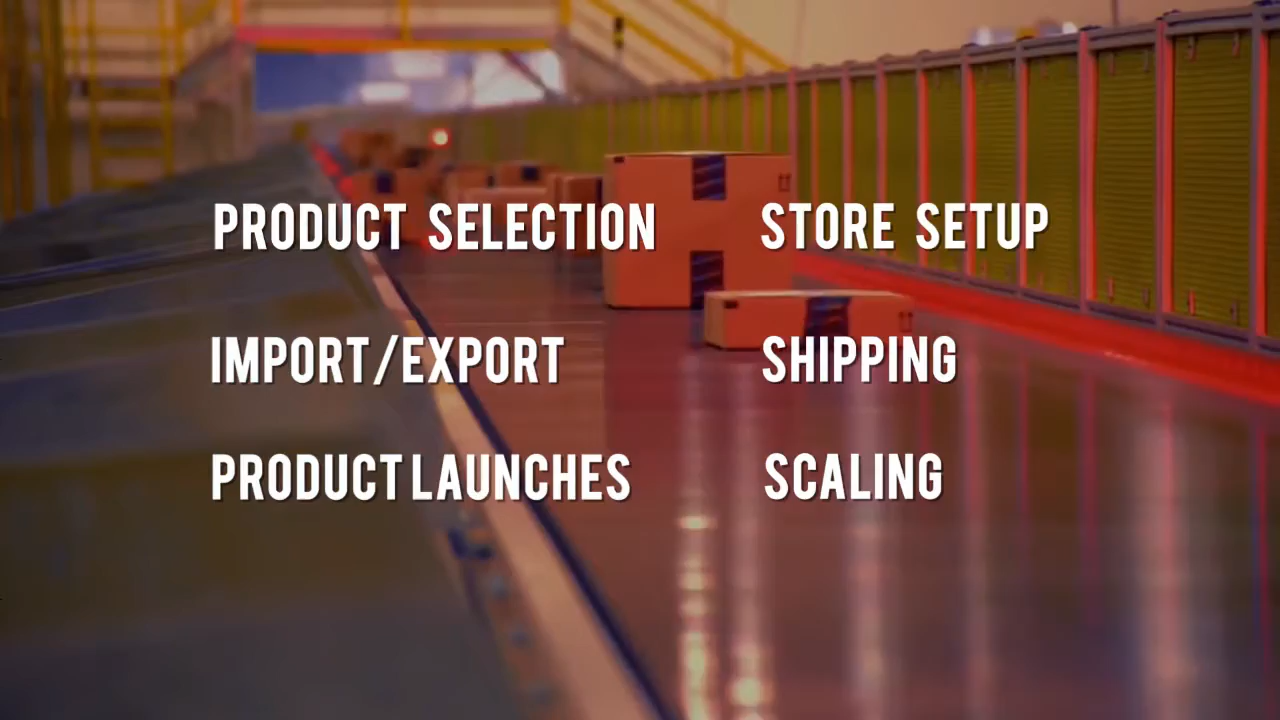 PRODUCT SELECTION
STORE SETUP
IMPORT/EXPORT
SHIPPING
PRODUCT LAUNCHES
SCALING